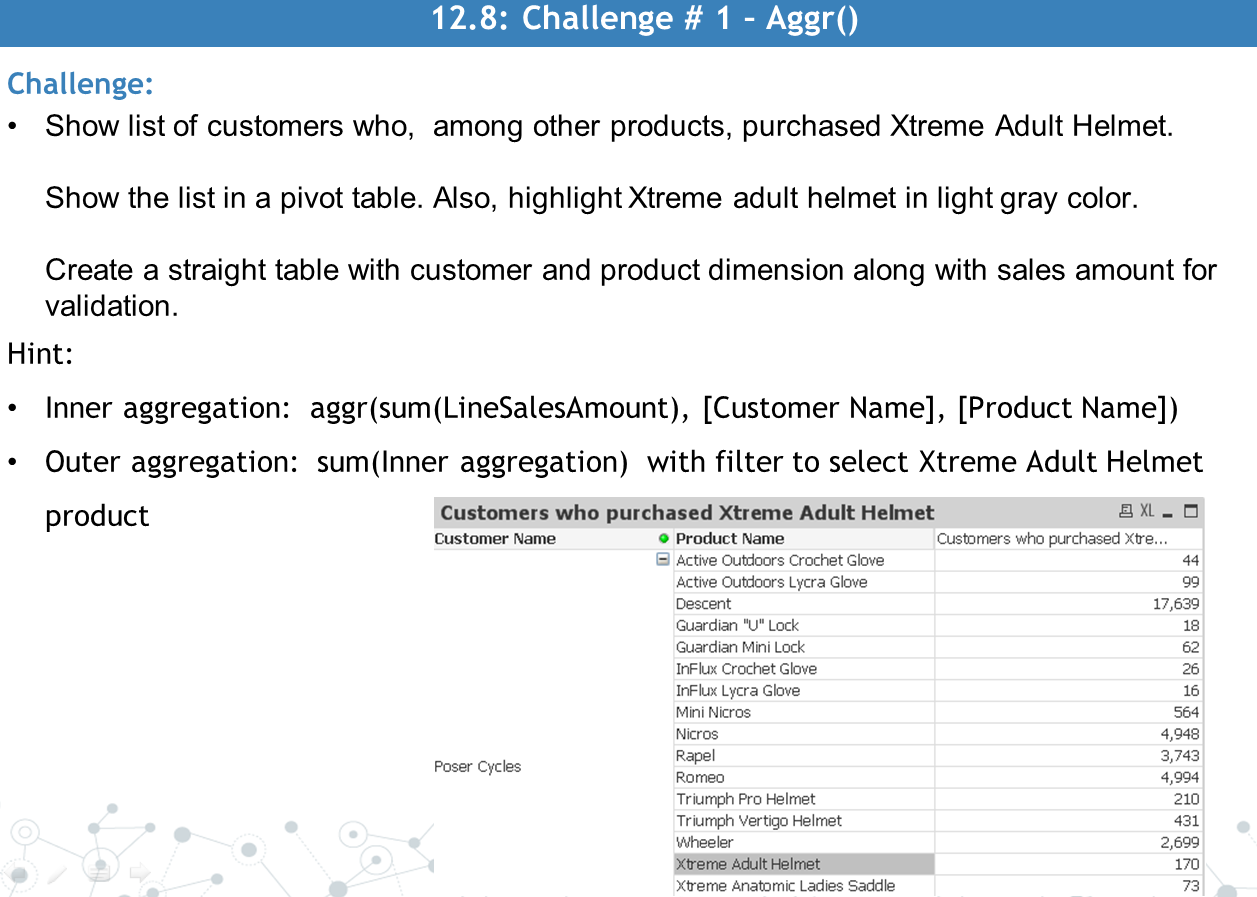 12.8: Challenge # 1 – Aggr()
Challenge:
• Show list of customers who, among other products, purchased Xtreme Adult Helmet.
Show the list in a pivot table. Also, highlight Xtreme adult helmet in light gray color.
Create a straight table with customer and product dimension along with sales amount for
validation.
Hint:
• Inner aggregation: aggr(sum(LineSalesAmount), [Customer Name], [Product Name])
• Outer aggregation: sum(Inner aggregation) with filter to select Xtreme Adult Helmet
product
Customers who purchased Xtreme Adult Helmet XL
Customer Name Product Name Customers who purchased Xtre...
Active Outdoors Crochet Glove 44
Active Outdoors Lycra Glove 99
Descent 17,639
Guardian "U" Lock 18
Guardian Mini Lock 62
InFlux Crochet Glove 26
InFlux Lycra Glove 16
Mini Nicros 564
Nicros 4,948
Rapel 3,743
Poser Cycles
Romeo 4,994
Triumph Pro Helmet 210
Triumph Vertigo Helmet 431
Wheeler 2,699
Xtreme Adult Helmet 170
Xtreme Anatomic Ladies Saddle 73